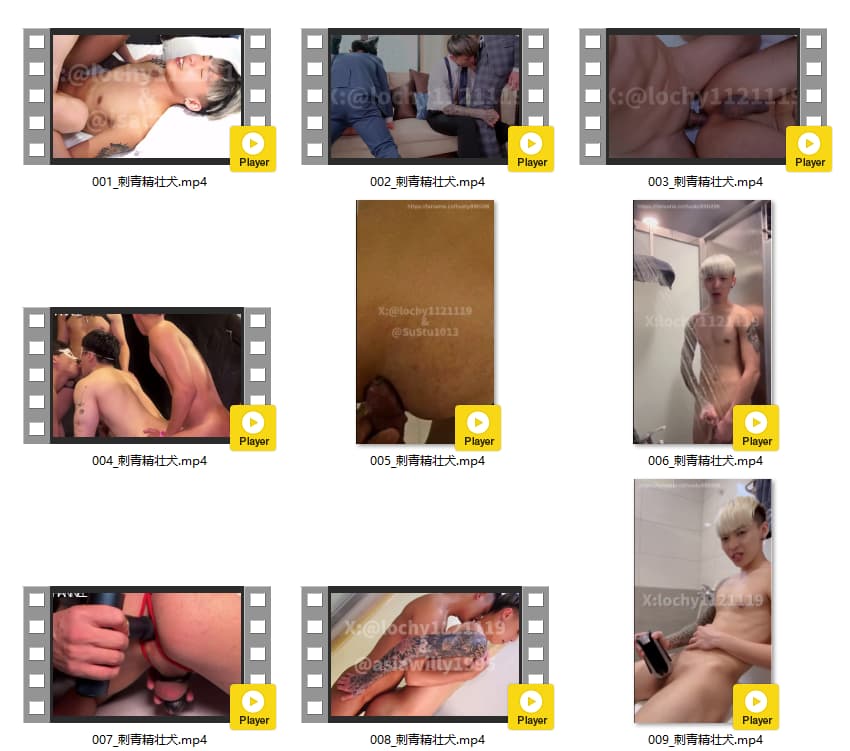 X:@lochy1121119
&
Player
X:@lochy1121119
Player
X:@lochy1121119
Player
001_刺青精壮犬.mp4
002_刺青精壮犬.mp4
003_刺青精壮犬.mp4
X:@lochy1121119
&
@SuStu1013
X:lochy1121119
Player
Player
Player
004_刺青精壮犬.mp4
005_刺青精壮犬.mp4
006_刺青精壮犬.mp4
X:lochy1121119
X:@lochy1121119
&
@asiawilly1995
Player
Player
Player
007_刺青精壮犬.mp4
008_刺青精壮犬.mp4
009_刺青精壮犬.mp4